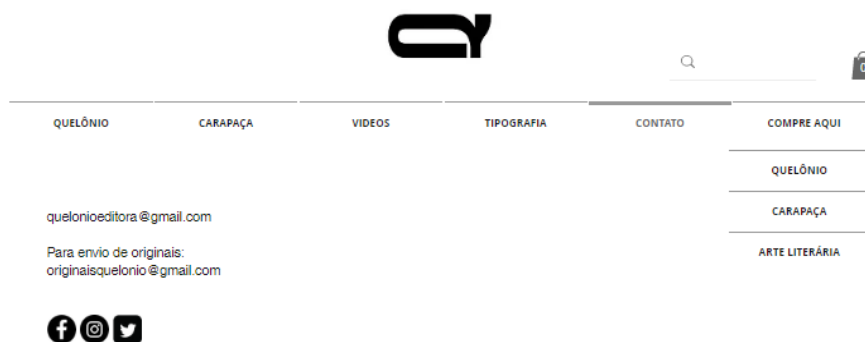 QUELÔNIO
CARAPAÇA
VIDEOS
TIPOGRAFIA
CONTATO
COMPRE AQUI
QUELÔNIO
CARAPAÇA
ARTE LITERÁRIA
quelonioeditora@gmail.com
Para envio de originais:
originaisquelonio@gmail.com